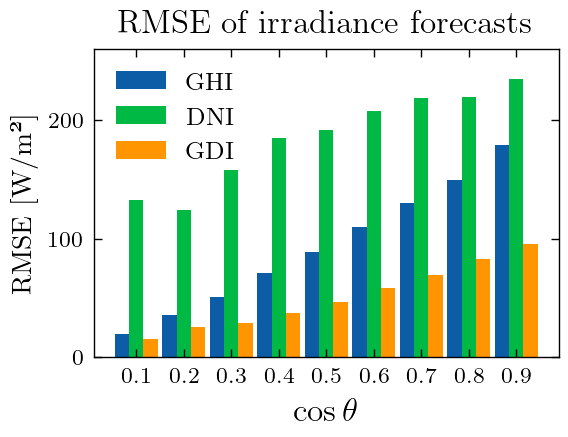 RMSE of irradiance forecasts
GHI
DNI
GDI
RMSE [W/m²]
200
100
0
0.1 0.2 0.3 0.4 0.5 0.6 0.7 0.8 0.9
cos θ